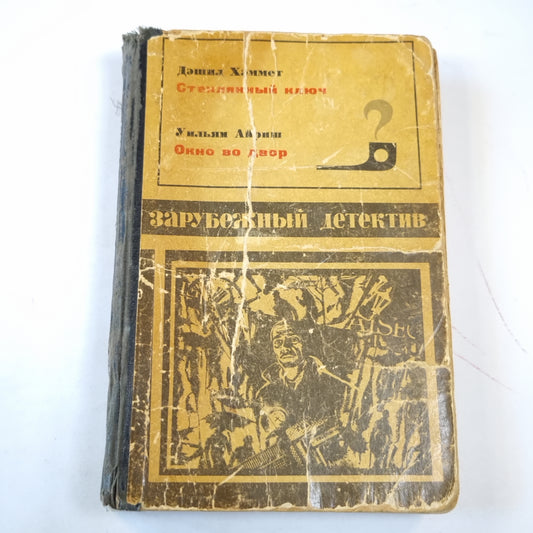 Дэшил Хэммет
Стеклянный ключ
?
Уильям Айриш
Окно во двор
ЗАРУБЕЖНЫЙ ДЕТЕКТИВ